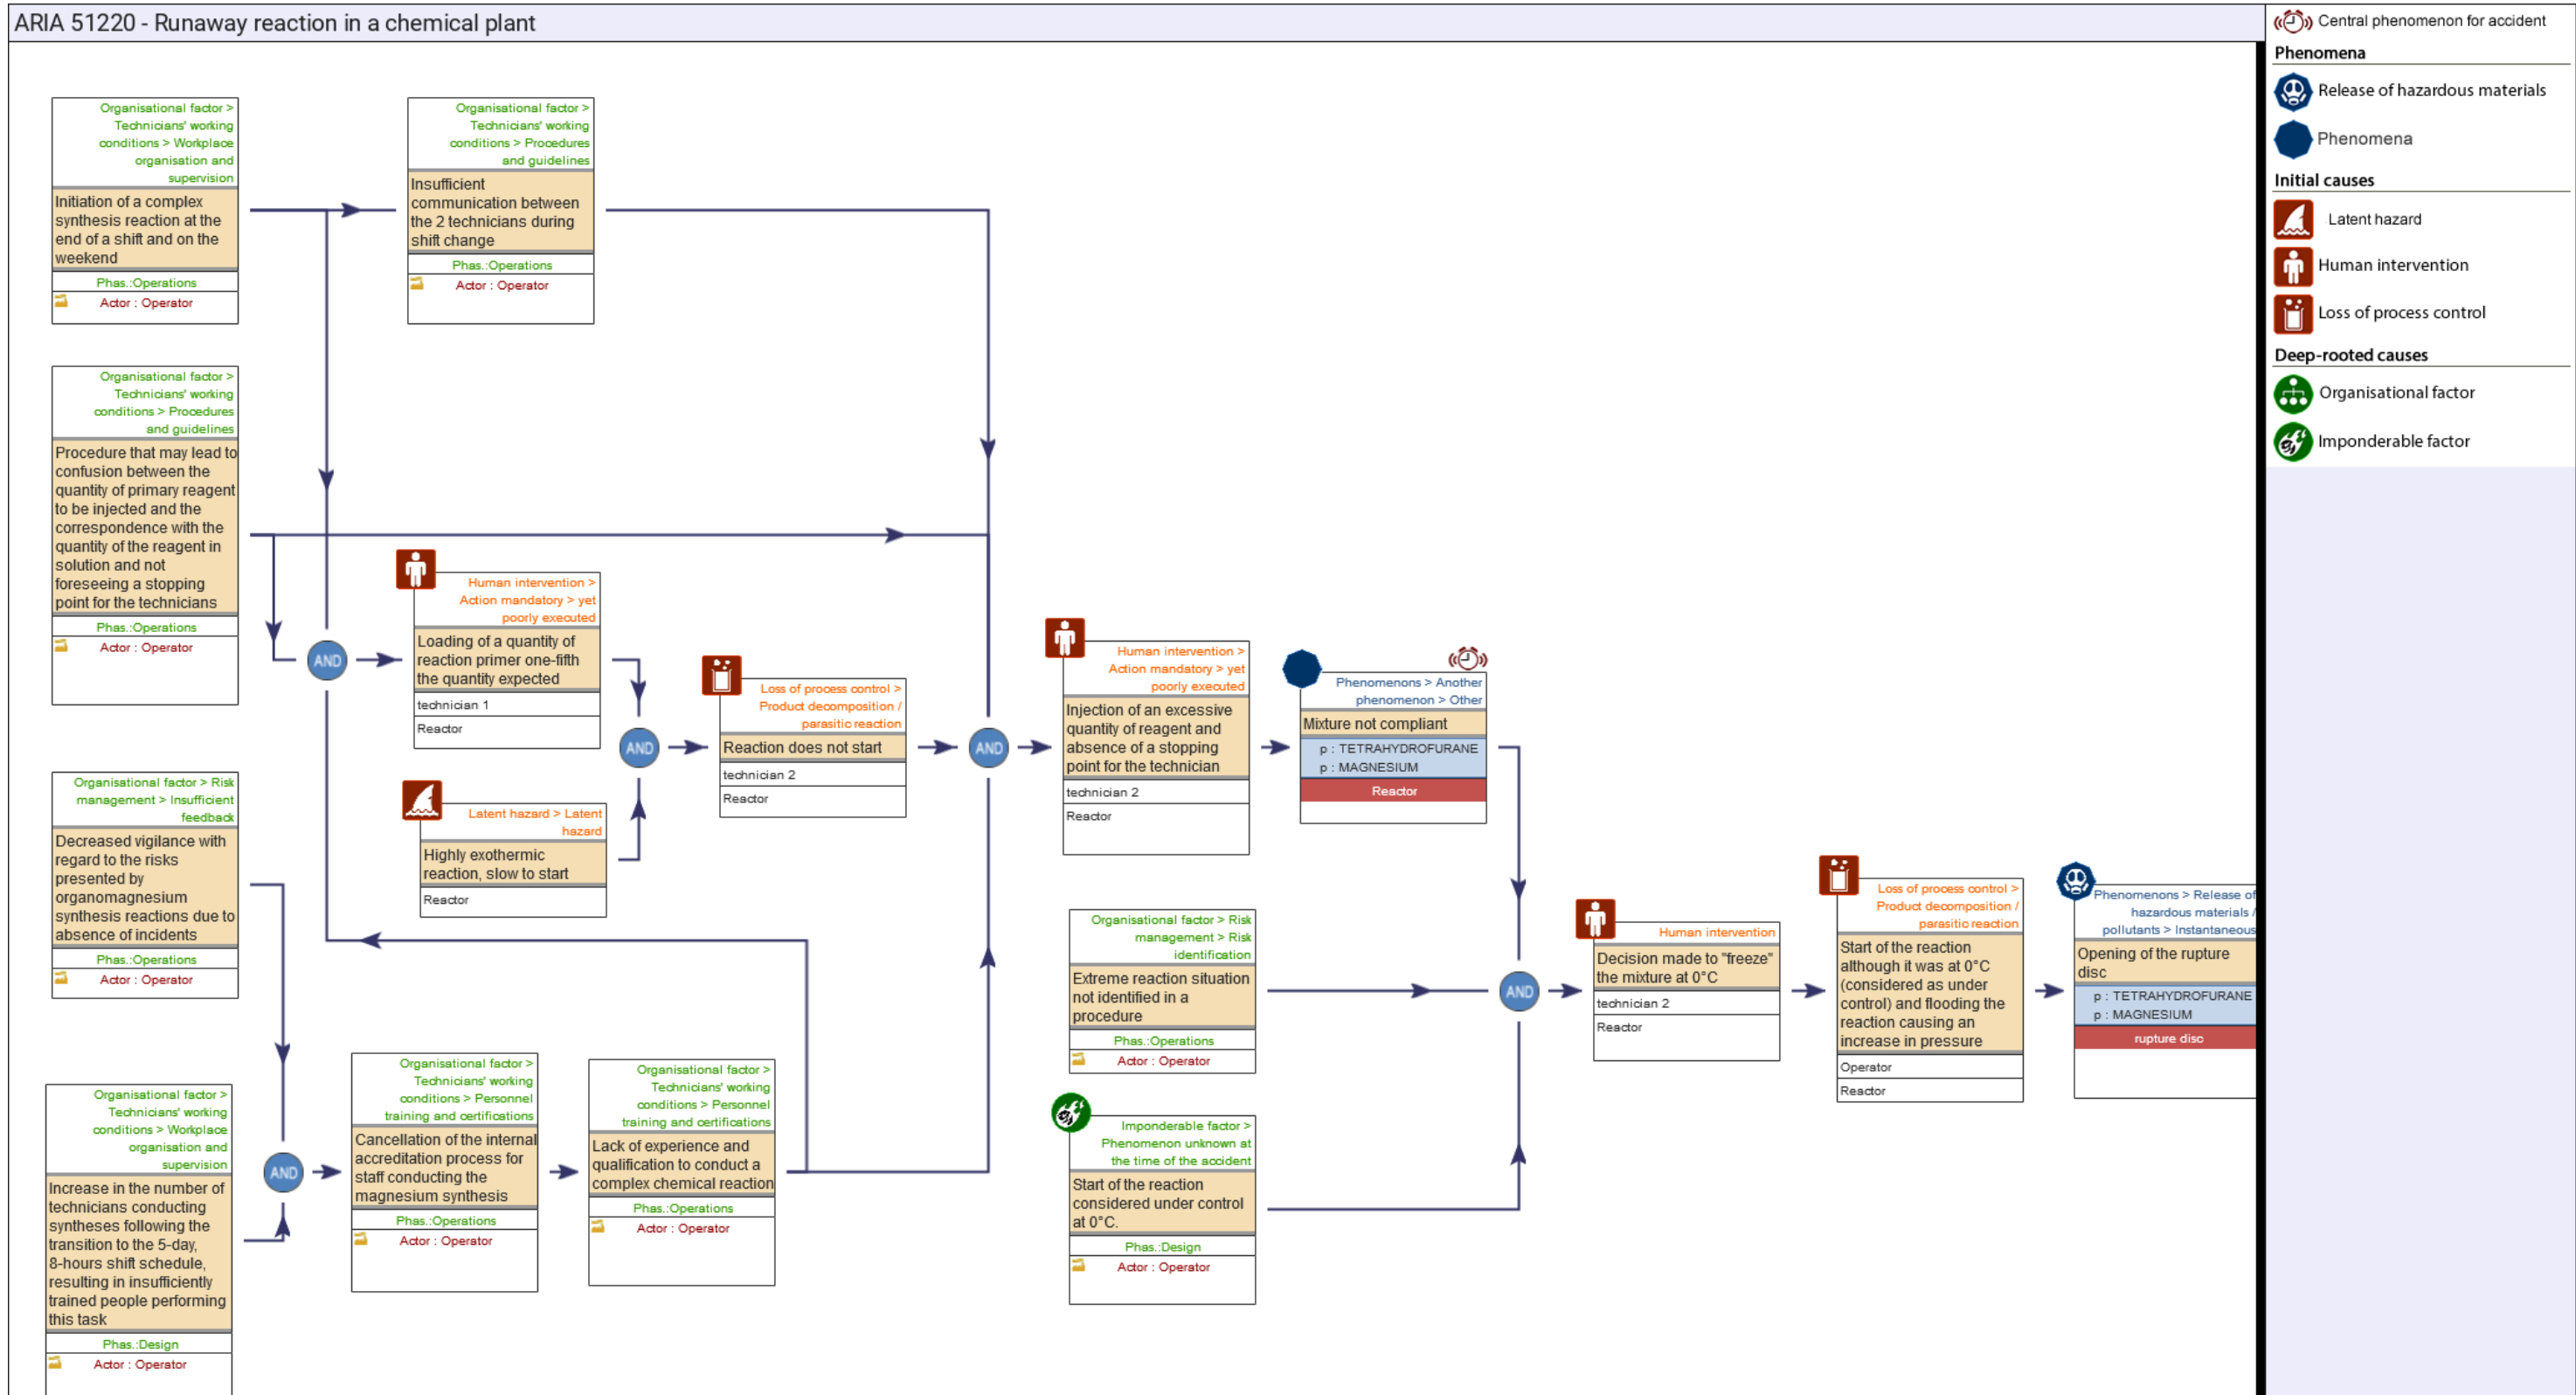 ARIA 51220 - Runaway reaction in a chemical plant
Organisational factor >
Technicians' working
conditions > Workplace
organisation and
supervision
Initiation of a complex
synthesis reaction at the
end of a shift and on the
weekend
Phas.:Operations
Actor : Operator
Organisational factor >
Technicians' working
conditions > Procedures
and guidelines
Insufficient
communication between
the 2 technicians during
shift change
Phas.:Operations
Actor : Operator
Organisational factor >
Technicians' working
conditions > Procedures
and guidelines
Procedure that may lead to
confusion between the
quantity of primary reagent
to be injected and the
correspondence with the
quantity of the reagent in
solution and not
foreseeing a stopping
point for the technicians
Phas.:Operations
Actor : Operator
AND
Human intervention >
Action mandatory > yet
poorly executed
Loading of a quantity of
reaction primer one-fifth
the quantity expected
technician 1
Reactor
Latent hazard > Latent
hazard
Highly exothermic
reaction, slow to start
Reactor
AND
Loss of process control >
Product decomposition /
parasitic reaction
Reaction does not start
technician 2
Reactor
AND
Human intervention >
Action mandatory > yet
poorly executed
Injection of an excessive
quantity of reagent and
absence of a stopping
point for the technician
technician 2
Reactor
Phenomenons > Another
phenomenon > Other
Mixture not compliant
p : TETRAHYDROFURANE
p : MAGNESIUM
Reactor
Organisational factor > Risk
management > Insufficient
feedback
Decreased vigilance with
regard to the risks
presented by
organomagnesium
synthesis reactions due to
absence of incidents
Phas.:Operations
Actor : Operator
Organisational factor >
Technicians' working
conditions > Workplace
organisation and
supervision
Increase in the number of
technicians conducting
syntheses following the
transition to the 5-day,
8-hours shift schedule,
resulting in insufficiently
trained people performing
this task
Phas.:Design
Actor : Operator
AND
Organisational factor >
Technicians' working
conditions > Personnel
training and certifications
Cancellation of the internal
accreditation process for
staff conducting the
magnesium synthesis
Phas.:Operations
Actor : Operator
Organisational factor >
Technicians' working
conditions > Personnel
training and certifications
Lack of experience and
qualification to conduct a
complex chemical reaction
Phas.:Operations
Actor : Operator
Organisational factor > Risk
management > Risk
identification
Extreme reaction situation
not identified in a
procedure
Phas.:Operations
Actor : Operator
Imponderable factor >
Phenomenon unknown at
the time of the accident
Start of the reaction
considered under control
at 0°C.
Phas.:Design
Actor : Operator
AND
Human intervention
Decision made to "freeze"
the mixture at 0°C
technician 2
Reactor
Loss of process control >
Product decomposition /
parasitic reaction
Start of the reaction
although it was at 0°C
(considered as under
control) and flooding the
reaction causing an
increase in pressure
Operator
Reactor
Phenomenons > Release of
hazardous materials /
pollutants > Instantaneous
Opening of the rupture
disc
p : TETRAHYDROFURANE
p : MAGNESIUM
rupture disc
Central phenomenon for accident
Phenomena
Release of hazardous materials
Phenomena
Initial causes
Latent hazard
Human intervention
Loss of process control
Deep-rooted causes
Organisational factor
Imponderable factor